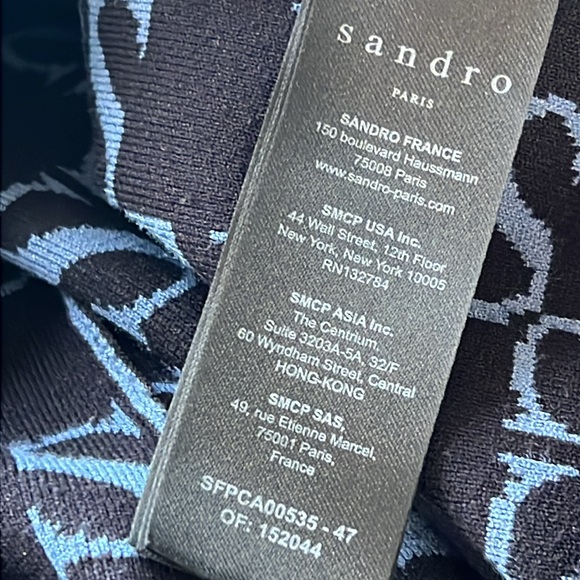 sandro
PARIS
SANDRO FRANCE
150 boulevard Haussmann
75008 Paris
www.sandro-paris.com
SMCP USA Inc.
44 Wall Street, 12th Floor
New York, New York 10005
RN132784
SMCP ASIA Inc.
The Centrium,
Suite 3203A-5A, 32/F
60 Wyndham Street, Central
HONG-KONG
SMCP SAS,
49, rue Etienne Marcel,
75001 Paris,
France
SFPCA00535 - 47
OF: 152044